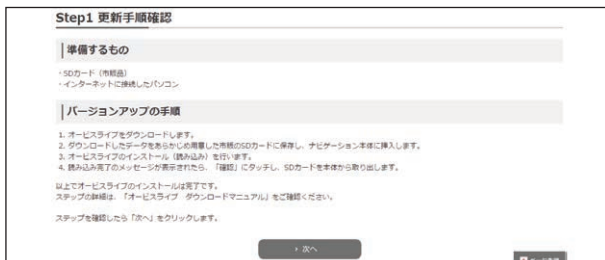 Step1 更新手順確認
準備するもの
・SDカード（市販品）
・インターネットに接続したパソコン
バージョンアップの手順
1. オービスライブをダウンロードします。
2. ダウンロードしたデータをあらかじめ用意した市販のSDカードに保存し、ナビゲーション本体に挿入します。
3. オービスライブのインストール（読み込み）を行います。
4. 読み込み完了のメッセージが表示されたら、「確認」にタッチし、SDカードを本体から取り出します。
以上でオービスライブのインストールは完了です。
ステップの詳細は、「オービスライブ ダウンロードマニュアル」をご確認ください。
ステップを確認したら「次へ」をクリックします。
› 次へ